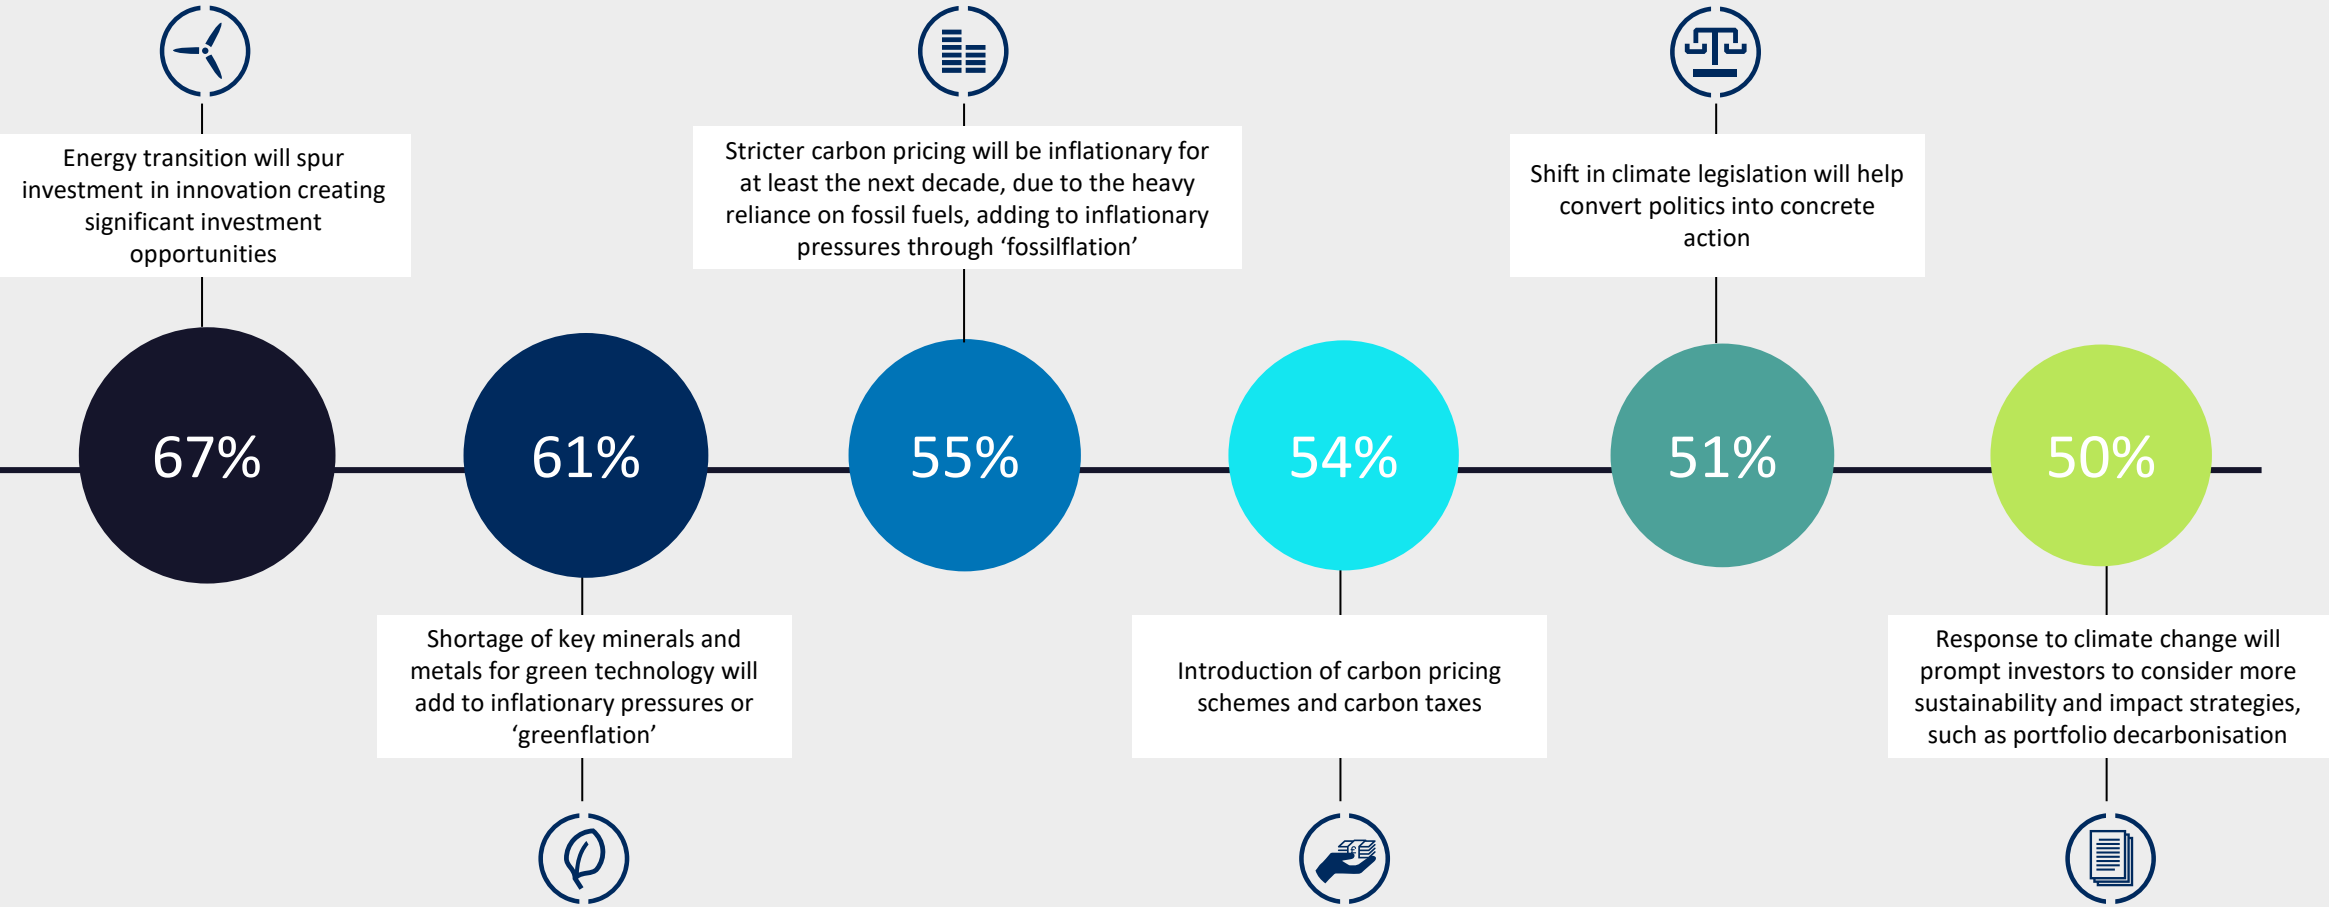 Energy transition will spur
investment in innovation creating
significant investment
opportunities
Stricter carbon pricing will be inflationary for
at least the next decade, due to the heavy
reliance on fossil fuels, adding to inflationary
pressures through ‘fossilflation’
Shift in climate legislation will help
convert politics into concrete
action
67%
61%
55%
54%
51%
50%
Shortage of key minerals and
metals for green technology will
add to inflationary pressures or
‘greenflation’
Introduction of carbon pricing
schemes and carbon taxes
Response to climate change will
prompt investors to consider more
sustainability and impact strategies,
such as portfolio decarbonisation
£